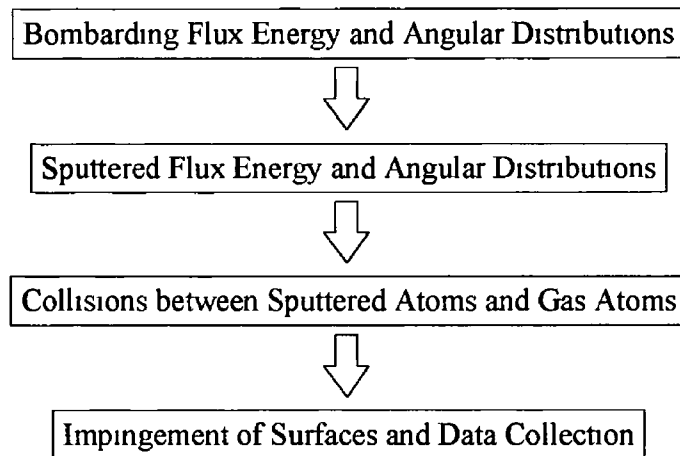 Bombarding Flux Energy and Angular Distributions
Sputtered Flux Energy and Angular Distributions
Collisions between Sputtered Atoms and Gas Atoms
Impingement of Surfaces and Data Collection